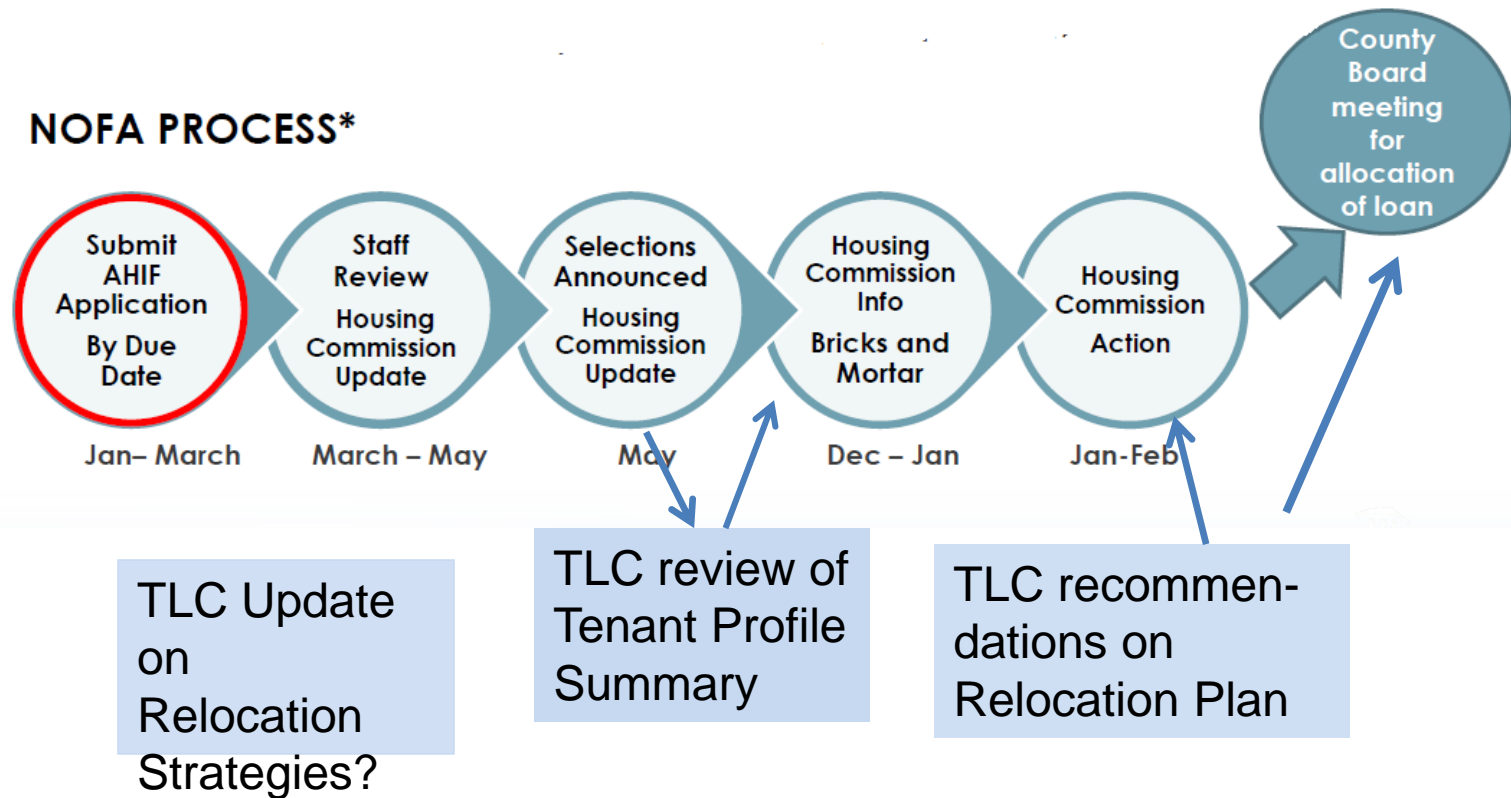 NOFA PROCESS*
County
Board
meeting
for
allocation
of loan
Submit
AHIF
Application
By Due
Date
Staff
Review
Housing
Commission
Update
Selections
Announced
Housing
Commission
Update
Housing
Commission
Info
Bricks and
Mortar
Housing
Commission
Action
Jan– March
March – May
May
Dec – Jan
Jan-Feb
TLC Update
on
Relocation
Strategies?
TLC review of
Tenant Profile
Summary
TLC recommen-
dations on
Relocation Plan